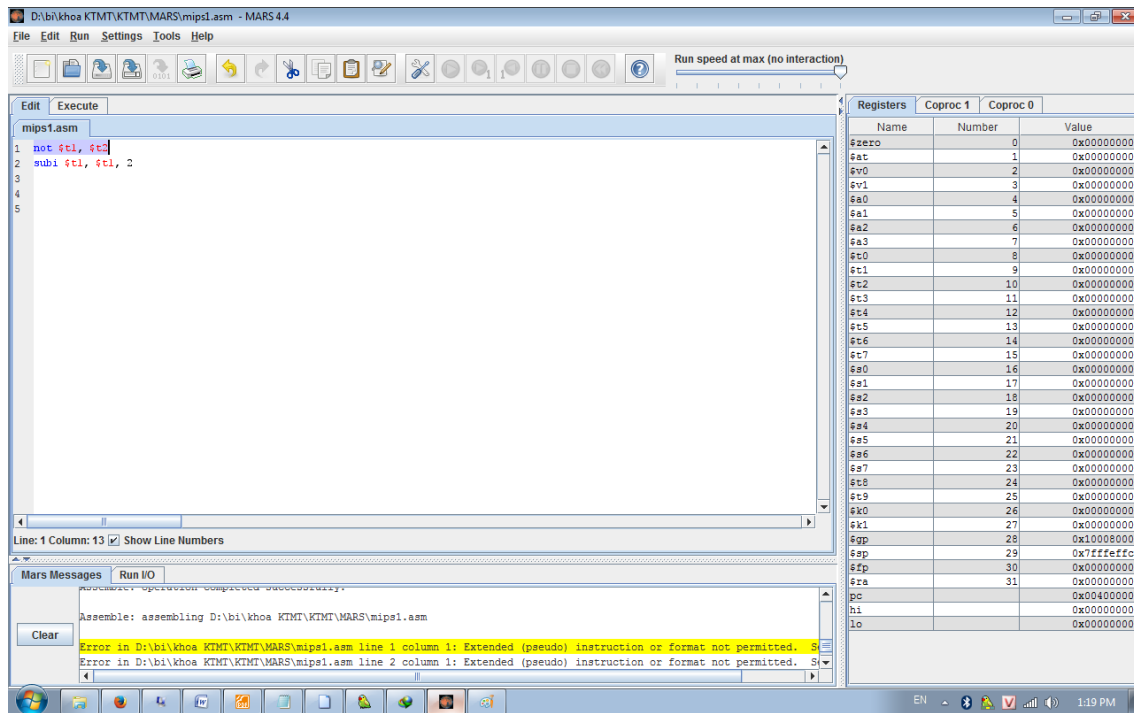 D:\bi\khoa KTMT\KTMT\MARS\mips1.asm - MARS 4.4
File Edit Run Settings Tools Help
Run speed at max (no interaction)
Edit Execute
mips1.asm
1 not $t1, $t2
2 subi $t1, $t1, 2
3
4
5
Line: 1 Column: 13 Show Line Numbers
Mars Messages Run I/O
Assemble: operation completed successfully.
Assemble: assembling D:\bi\khoa KTMT\KTMT\MARS\mips1.asm
Clear
Error in D:\bi\khoa KTMT\KTMT\MARS\mips1.asm line 1 column 1: Extended (pseudo) instruction or format not permitted.
Error in D:\bi\khoa KTMT\KTMT\MARS\mips1.asm line 2 column 1: Extended (pseudo) instruction or format not permitted.
Registers Coproc 1 Coproc 0
Name Number Value
$zero 0 0x00000000
$at 1 0x00000000
$v0 2 0x00000000
$v1 3 0x00000000
$a0 4 0x00000000
$a1 5 0x00000000
$a2 6 0x00000000
$a3 7 0x00000000
$t0 8 0x00000000
$t1 9 0x00000000
$t2 10 0x00000000
$t3 11 0x00000000
$t4 12 0x00000000
$t5 13 0x00000000
$t6 14 0x00000000
$t7 15 0x00000000
$s0 16 0x00000000
$s1 17 0x00000000
$s2 18 0x00000000
$s3 19 0x00000000
$s4 20 0x00000000
$s5 21 0x00000000
$s6 22 0x00000000
$s7 23 0x00000000
$t8 24 0x00000000
$t9 25 0x00000000
$k0 26 0x00000000
$k1 27 0x00000000
$gp 28 0x10008000
$sp 29 0x7fffeffc
$fp 30 0x00000000
$ra 31 0x00000000
pc 0x00400000
hi 0x00000000
lo 0x00000000
EN 1:19 PM